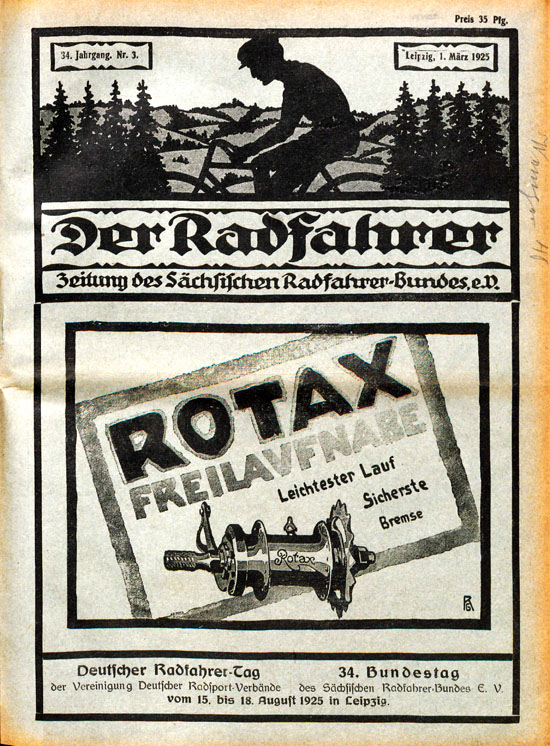 Preis 35 Pfg.
34. Jahrgang. Nr. 3.
Leipzig, 1. März 1925
Der Radfahrer
Zeitung des Sächsischen Radfahrer-Bundes, e.V.
ROTAX
FREILAUFNABE
Leichtester Lauf
Sicherste
Bremse
Rotax
Deutscher Radfahrer-Tag
der Vereinigung Deutscher Radsport-Verbände
34. Bundestag
des Sächsischen Radfahrer-Bundes E. V.
vom 15. bis 18. August 1925 in Leipzig.